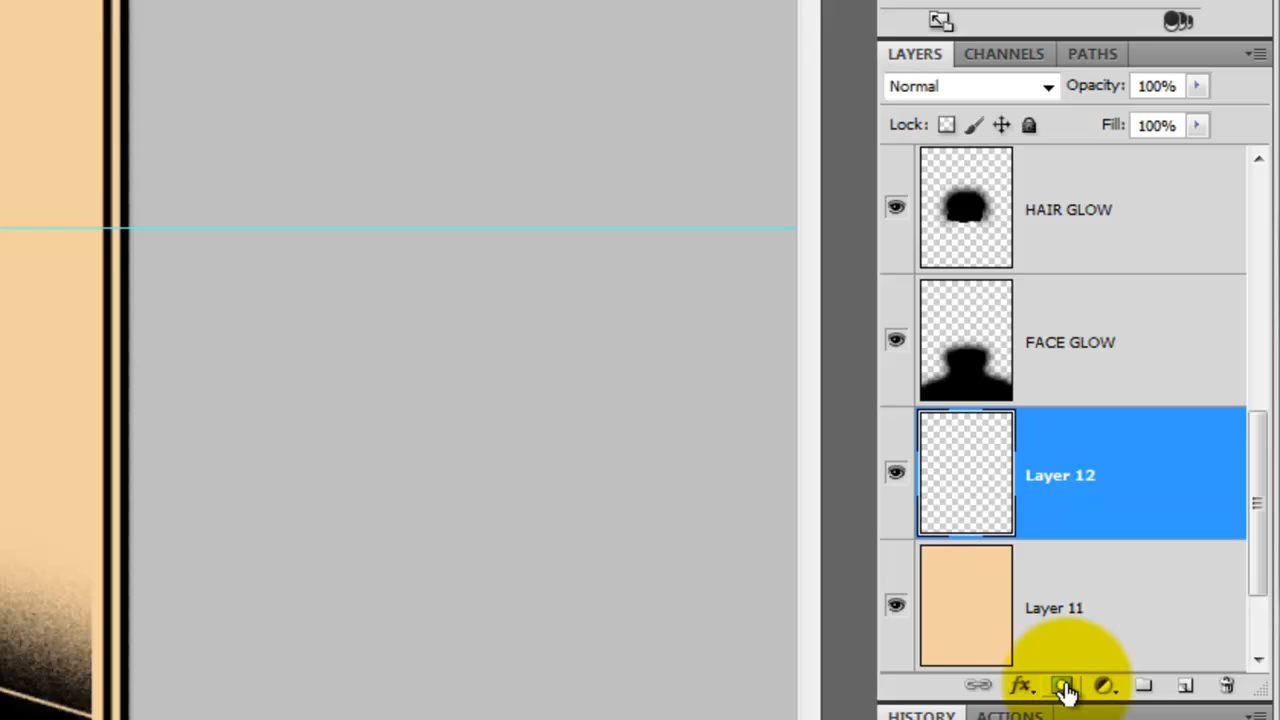 LAYERS CHANNELS PATHS
Normal Opacity: 100%
Lock: Fill: 100%
HAIR GLOW
FACE GLOW
Layer 12
Layer 11
fx
HISTORY ACTIONS